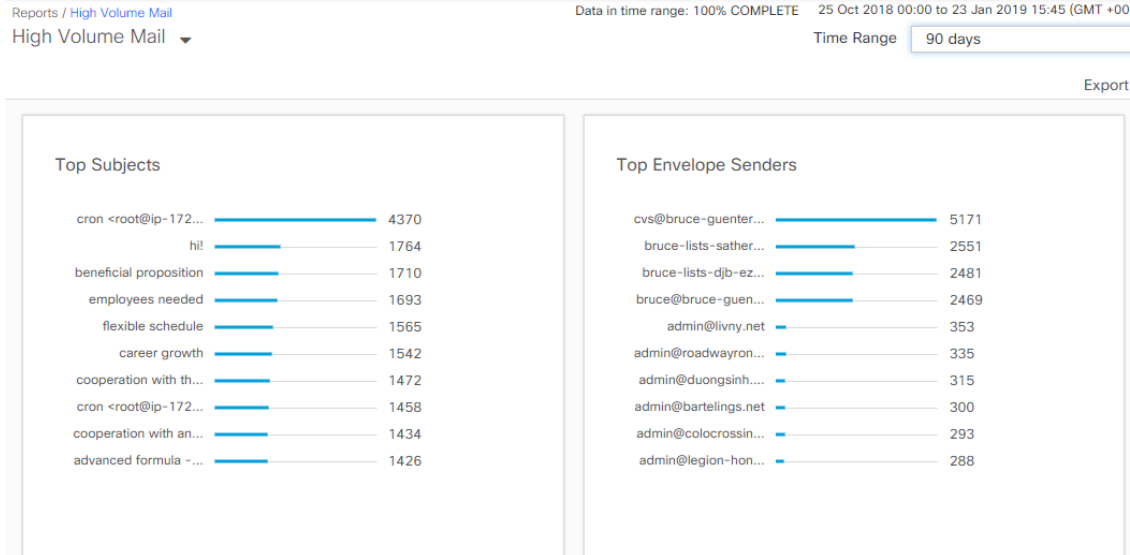 Reports / High Volume Mail
Data in time range: 100% COMPLETE 25 Oct 2018 00:00 to 23 Jan 2019 15:45 (GMT +00
High Volume Mail
Time Range 90 days
Export
Top Subjects
cron <root@ip-172... 4370
hi! 1764
beneficial proposition 1710
employees needed 1693
flexible schedule 1565
career growth 1542
cooperation with th... 1472
cron <root@ip-172... 1458
cooperation with an... 1434
advanced formula -... 1426
Top Envelope Senders
cvs@bruce-guenter... 5171
bruce-lists-sather... 2551
bruce-lists-djb-ez... 2481
bruce@bruce-guen... 2469
admin@livny.net 353
admin@roadwayron... 335
admin@duongsinh.... 315
admin@bartelings.net 300
admin@colocrossin... 293
admin@legion-hon... 288